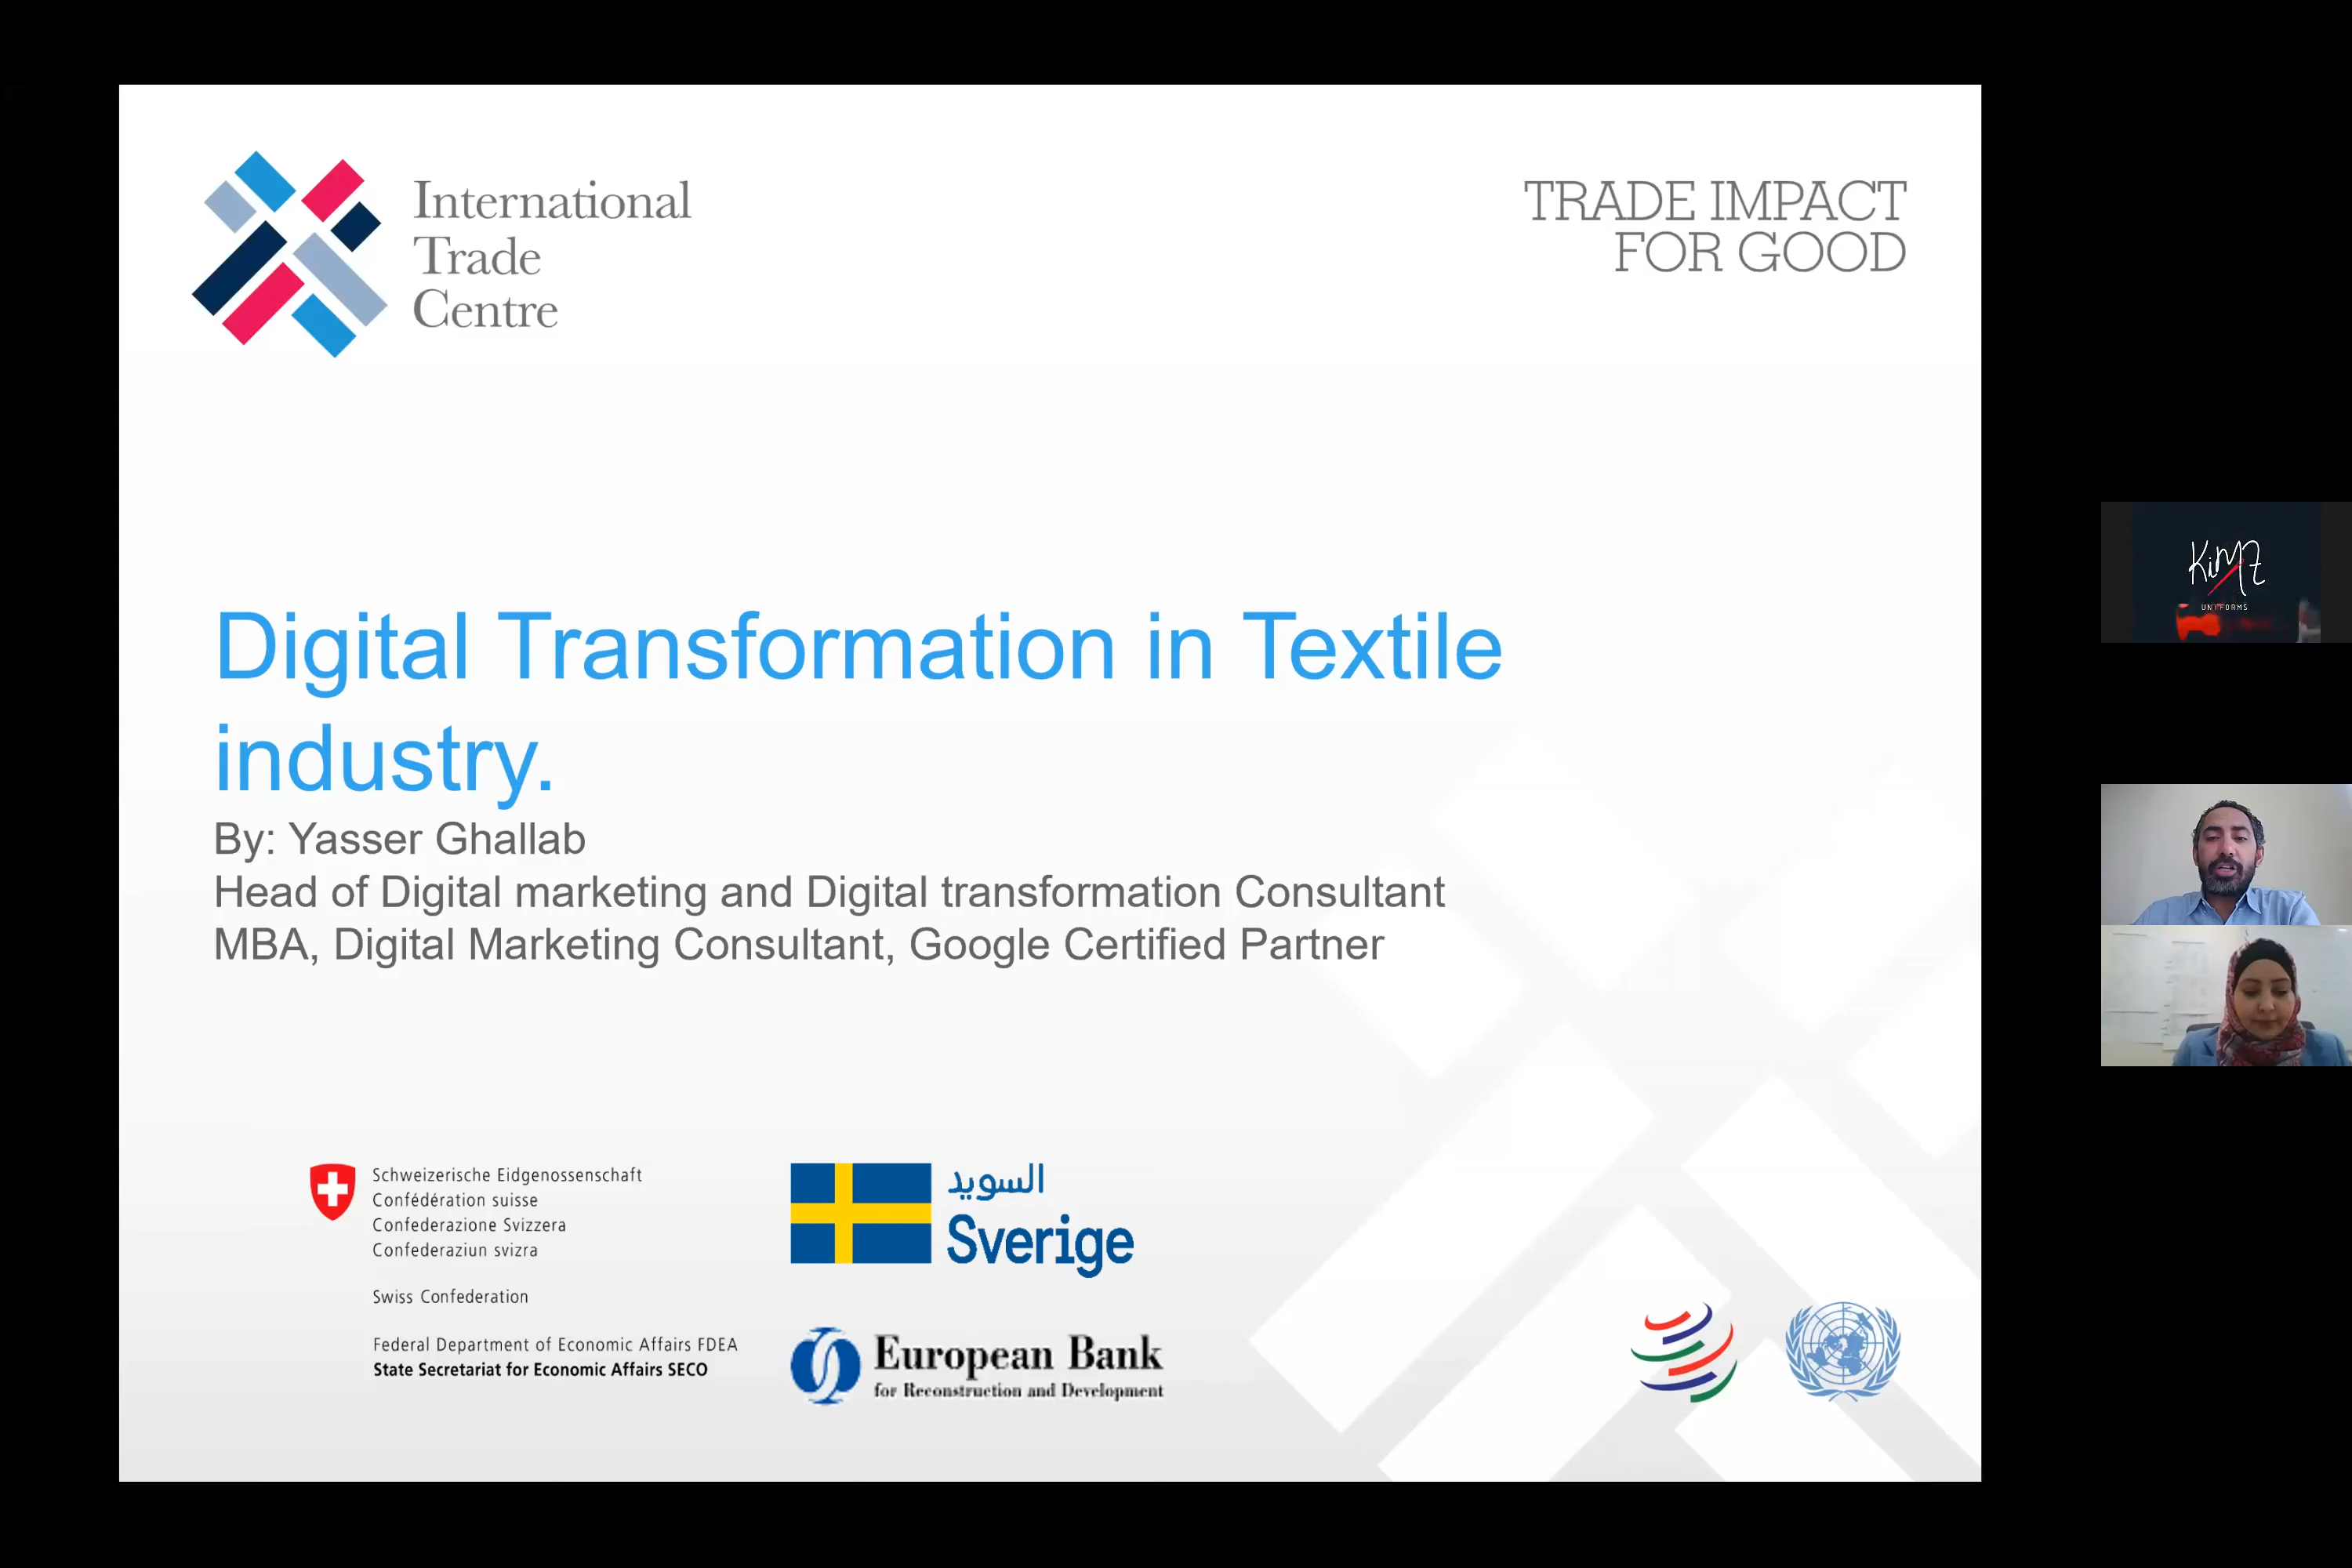 International
Trade
Centre
TRADE IMPACT
FOR GOOD
Digital Transformation in Textile
industry.
By: Yasser Ghallab
Head of Digital marketing and Digital transformation Consultant
MBA, Digital Marketing Consultant, Google Certified Partner
Schweizerische Eidgenossenschaft
Confédération suisse
Confederazione Svizzera
Confederaziun svizra
Swiss Confederation
Federal Department of Economic Affairs FDEA
State Secretariat for Economic Affairs SECO
السويد
Sverige
European Bank
for Reconstruction and Development
KiMZ
UNIFORMS